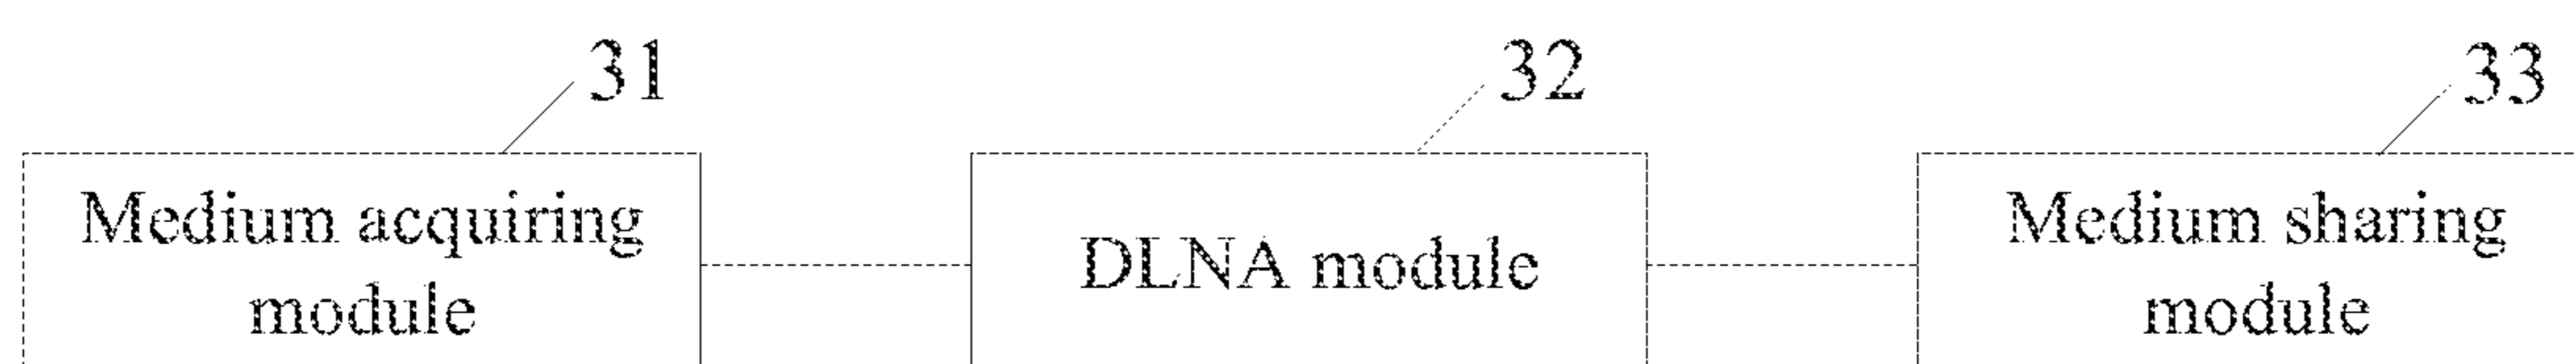 31
32
33
Medium acquiring
module
DLNA module
Medium sharing
module